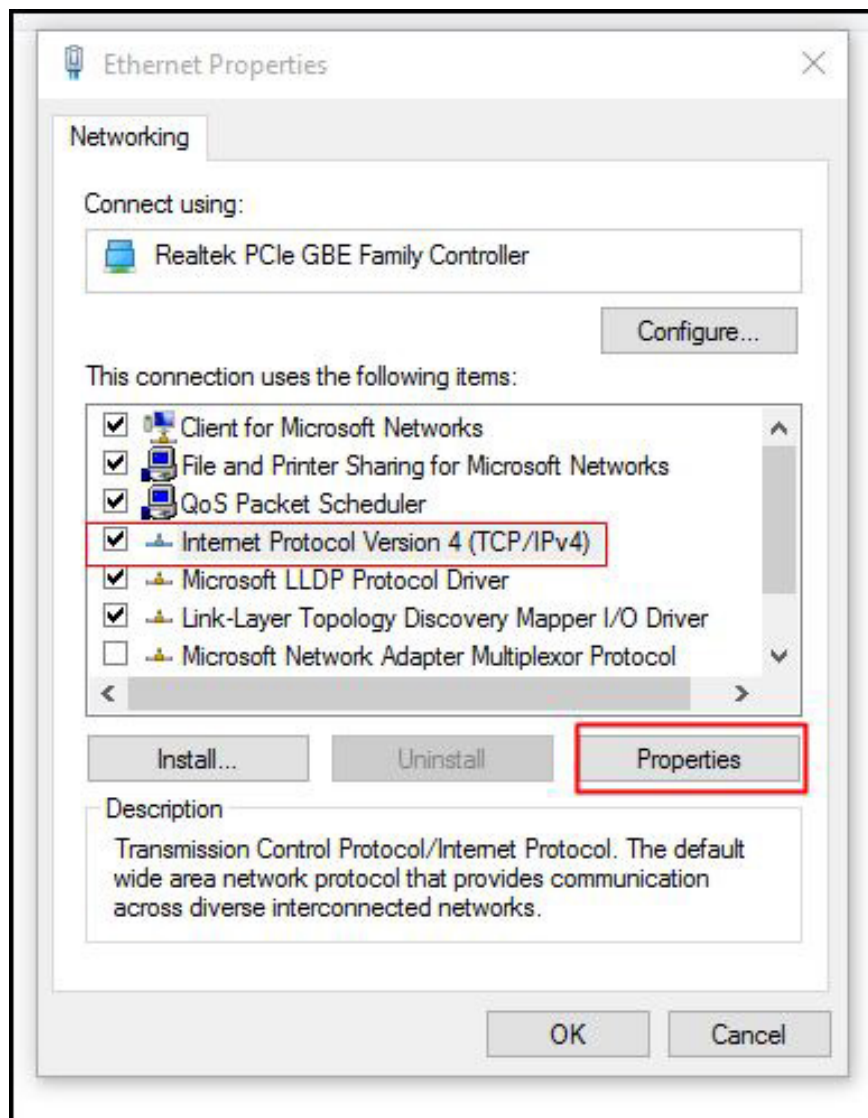 Ethernet Properties
Networking
Connect using:
Realtek PCIe GBE Family Controller
Configure...
This connection uses the following items:
Client for Microsoft Networks
File and Printer Sharing for Microsoft Networks
QoS Packet Scheduler
Internet Protocol Version 4 (TCP/IPv4)
Microsoft LLDP Protocol Driver
Link-Layer Topology Discovery Mapper I/O Driver
Microsoft Network Adapter Multiplexor Protocol
Install...
Uninstall
Properties
Description
Transmission Control Protocol/Internet Protocol. The default
wide area network protocol that provides communication
across diverse interconnected networks.
OK
Cancel